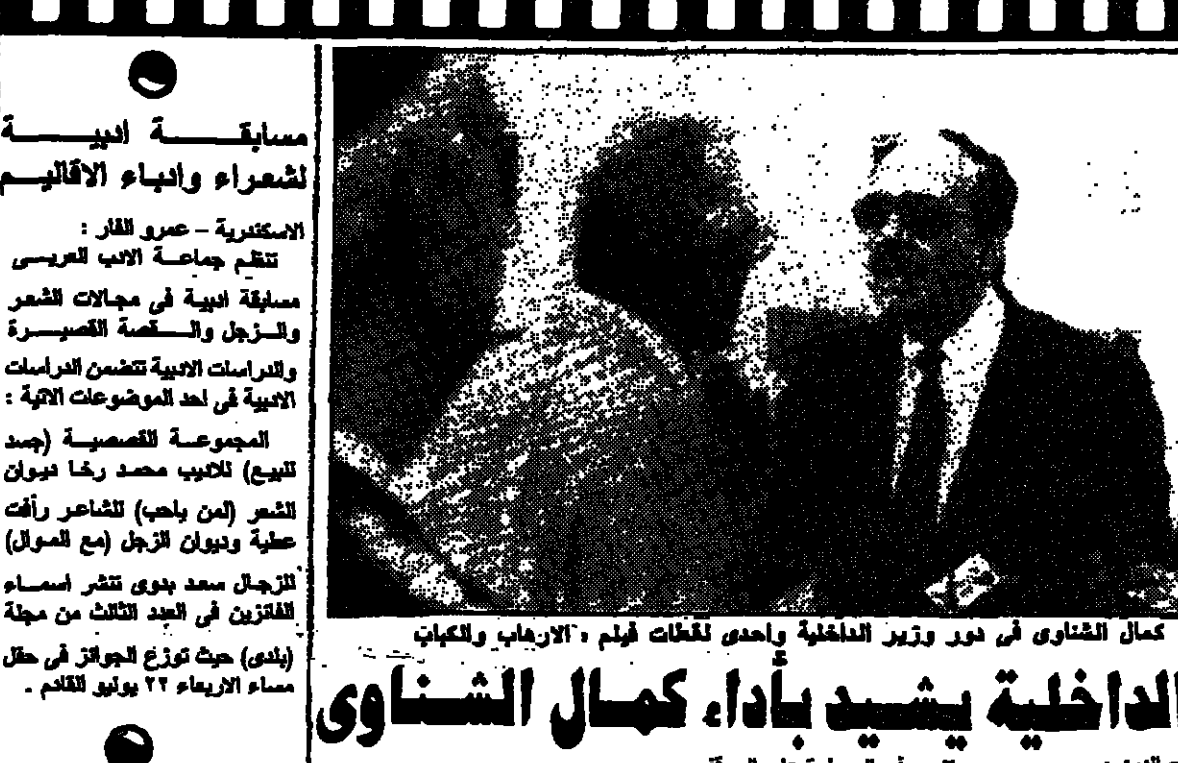 كمال الشناوى فى دور وزير الداخلية واحدى لقطات فيلم « الارهاب والكباب
الداخلية يشيد بأداء كمال الشناوى
مسابقة ادبية
لشعراء وادباء الاقاليم
الاسكندرية - عمرو الفار :
تنظم جماعة الادب العريسى
مسابقة ادبية فى مجالات الشعر
والزجل والقصة القصيرة
والدراسات الادبية تتضمن الدراسات
الادبية فى احد الموضوعات الاتية :
المجموعة القصصية (جسد
للبيع) للاديب محمد رخا ديوان
الشعر (لمن ياحب) للشاعر رأفت
عطية وديوان الزجل (مع الموال)
للزجال سعد بدوى تنشر اسماء
الفائزين فى العدد الثالث من مجلة
(بلدى) حيث توزع الجوائز فى حفل
مساء الاربعاء ٢٢ يوليو القادم .